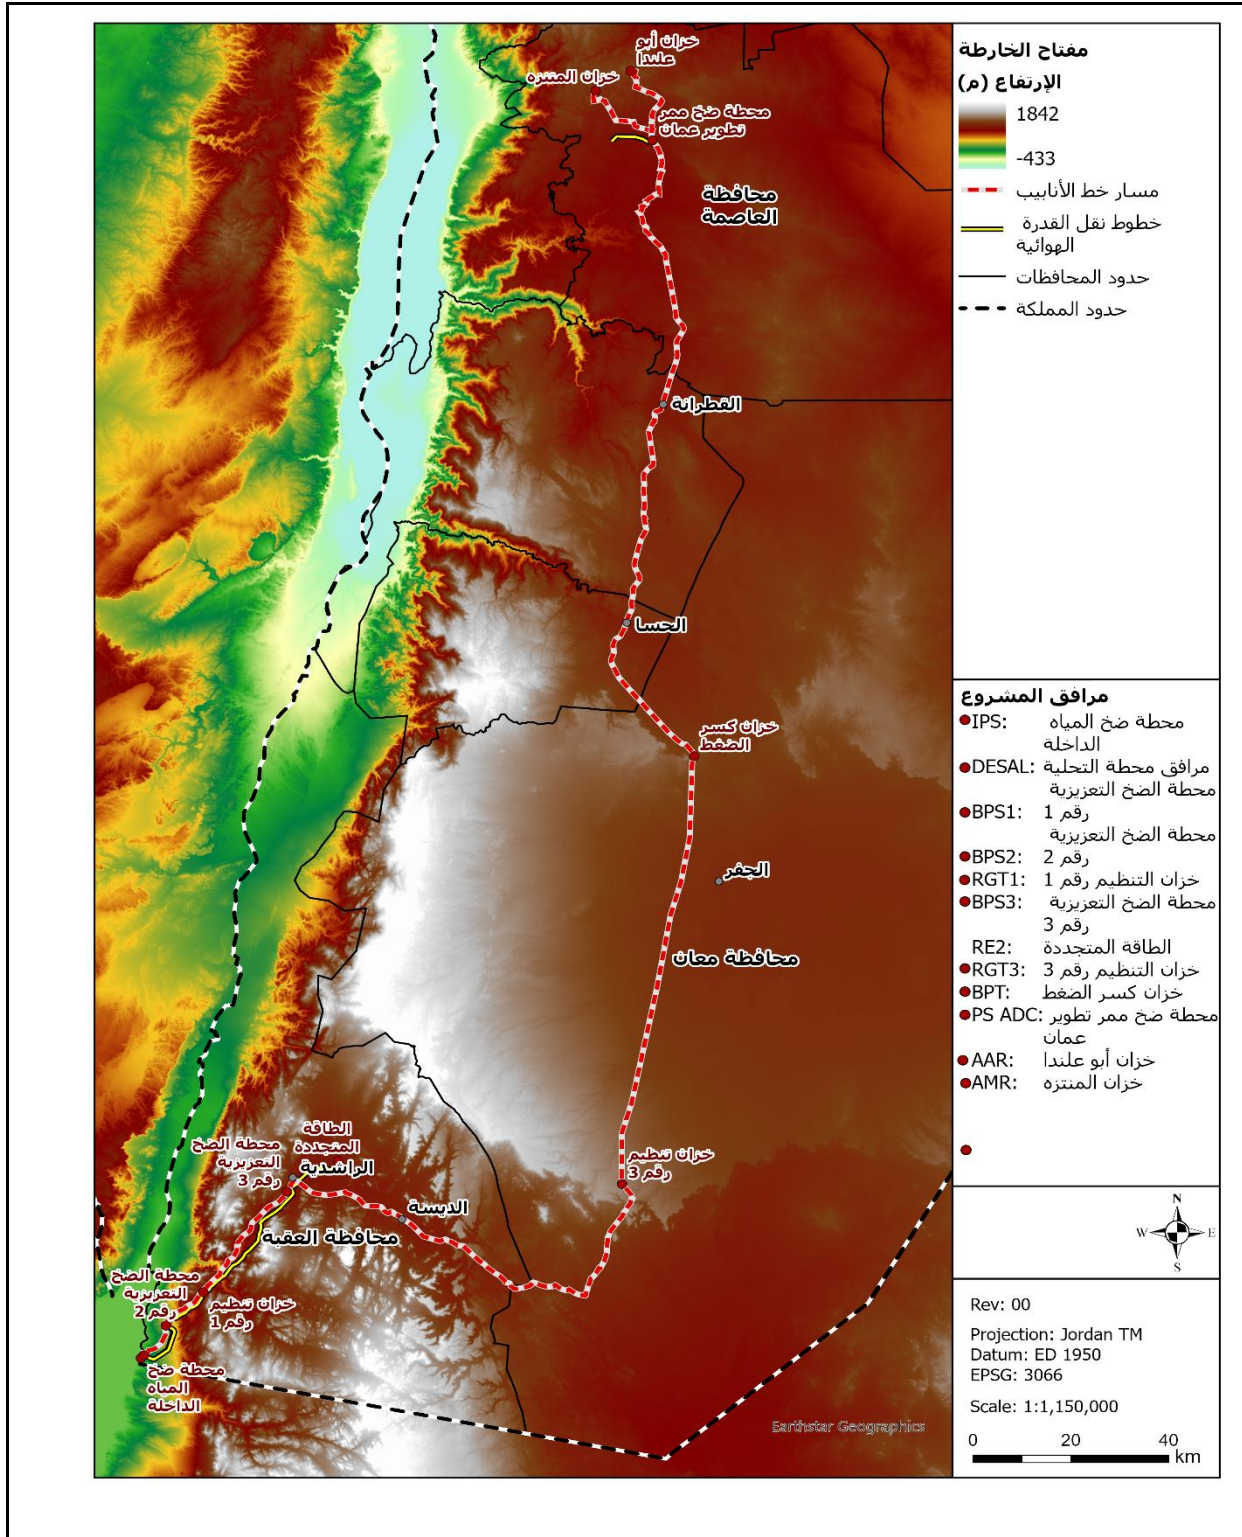 خزان أبو
علندا
خزان المتنزه
محطة ضخ ممر
تطوير عمان
محافظة
العاصمة
القطرانة
الحسا
خزان كسر
الضغط
الجفر
محافظة معان
خزان تنظيم
رقم 3
الطاقة
المتجددة
محطة الضخ
التعزيزية
رقم 3
الراشدية
الديسة
محافظة العقبة
محطة الضخ
التعزيزية
رقم 2
خزان تنظيم
رقم 1
محطة ضخ
المياه
الداخلة
Earthstar Geographics
مفتاح الخارطة
الإرتفاع (م)
1842
-433
مسار خط الأنابيب
خطوط نقل القدرة
الهوائية
حدود المحافظات
حدود المملكة
مرافق المشروع
IPS: محطة ضخ المياه
الداخلة
DESAL: مرافق محطة التحلية
محطة الضخ التعزيزية
BPS1: رقم 1
محطة الضخ التعزيزية
BPS2: رقم 2
RGT1: خزان التنظيم رقم 1
BPS3: محطة الضخ التعزيزية
رقم 3
RE2: الطاقة المتجددة
RGT3: خزان التنظيم رقم 3
BPT: خزان كسر الضغط
PS ADC: محطة ضخ ممر تطوير
عمان
AAR: خزان أبو علندا
AMR: خزان المنتزه
N
W E
S
Rev: 00
Projection: Jordan TM
Datum: ED 1950
EPSG: 3066
Scale: 1:1,150,000
0 20 40
km